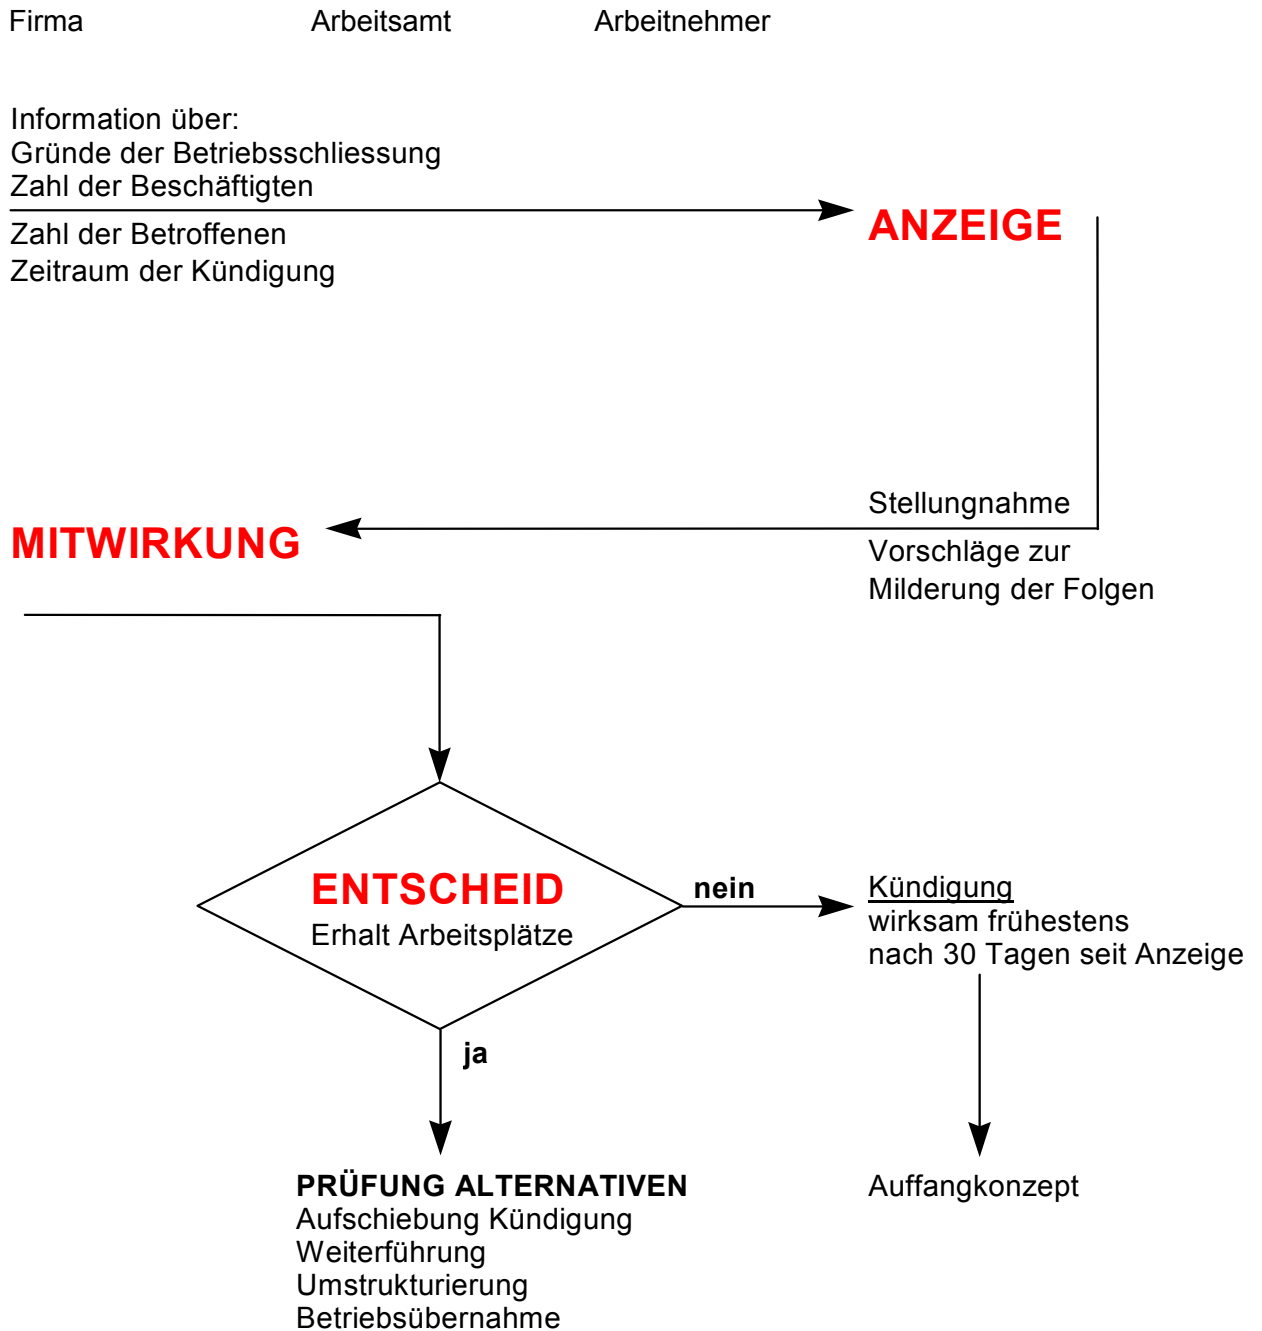 Firma Arbeitsamt Arbeitnehmer
Information über:
Gründe der Betriebsschliessung
Zahl der Beschäftigten
Zahl der Betroffenen
Zeitraum der Kündigung
ANZEIGE
Stellungnahme
Vorschläge zur
Milderung der Folgen
MITWIRKUNG
ENTSCHEID
Erhalt Arbeitsplätze
nein
Kündigung
wirksam frühestens
nach 30 Tagen seit Anzeige
ja
PRÜFUNG ALTERNATIVEN
Aufschiebung Kündigung
Weiterführung
Umstrukturierung
Betriebsübernahme
Auffangkonzept